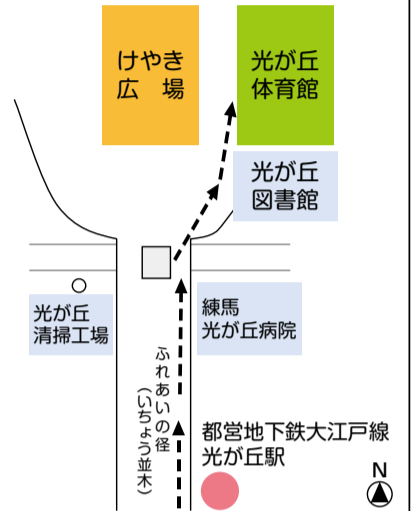 けやき
広 場
光が丘
体育館
光が丘
図書館
光が丘
清掃工場
練馬
光が丘病院
ふれあいの径
(いちょう並木)
都営地下鉄大江戸線
光が丘駅
N